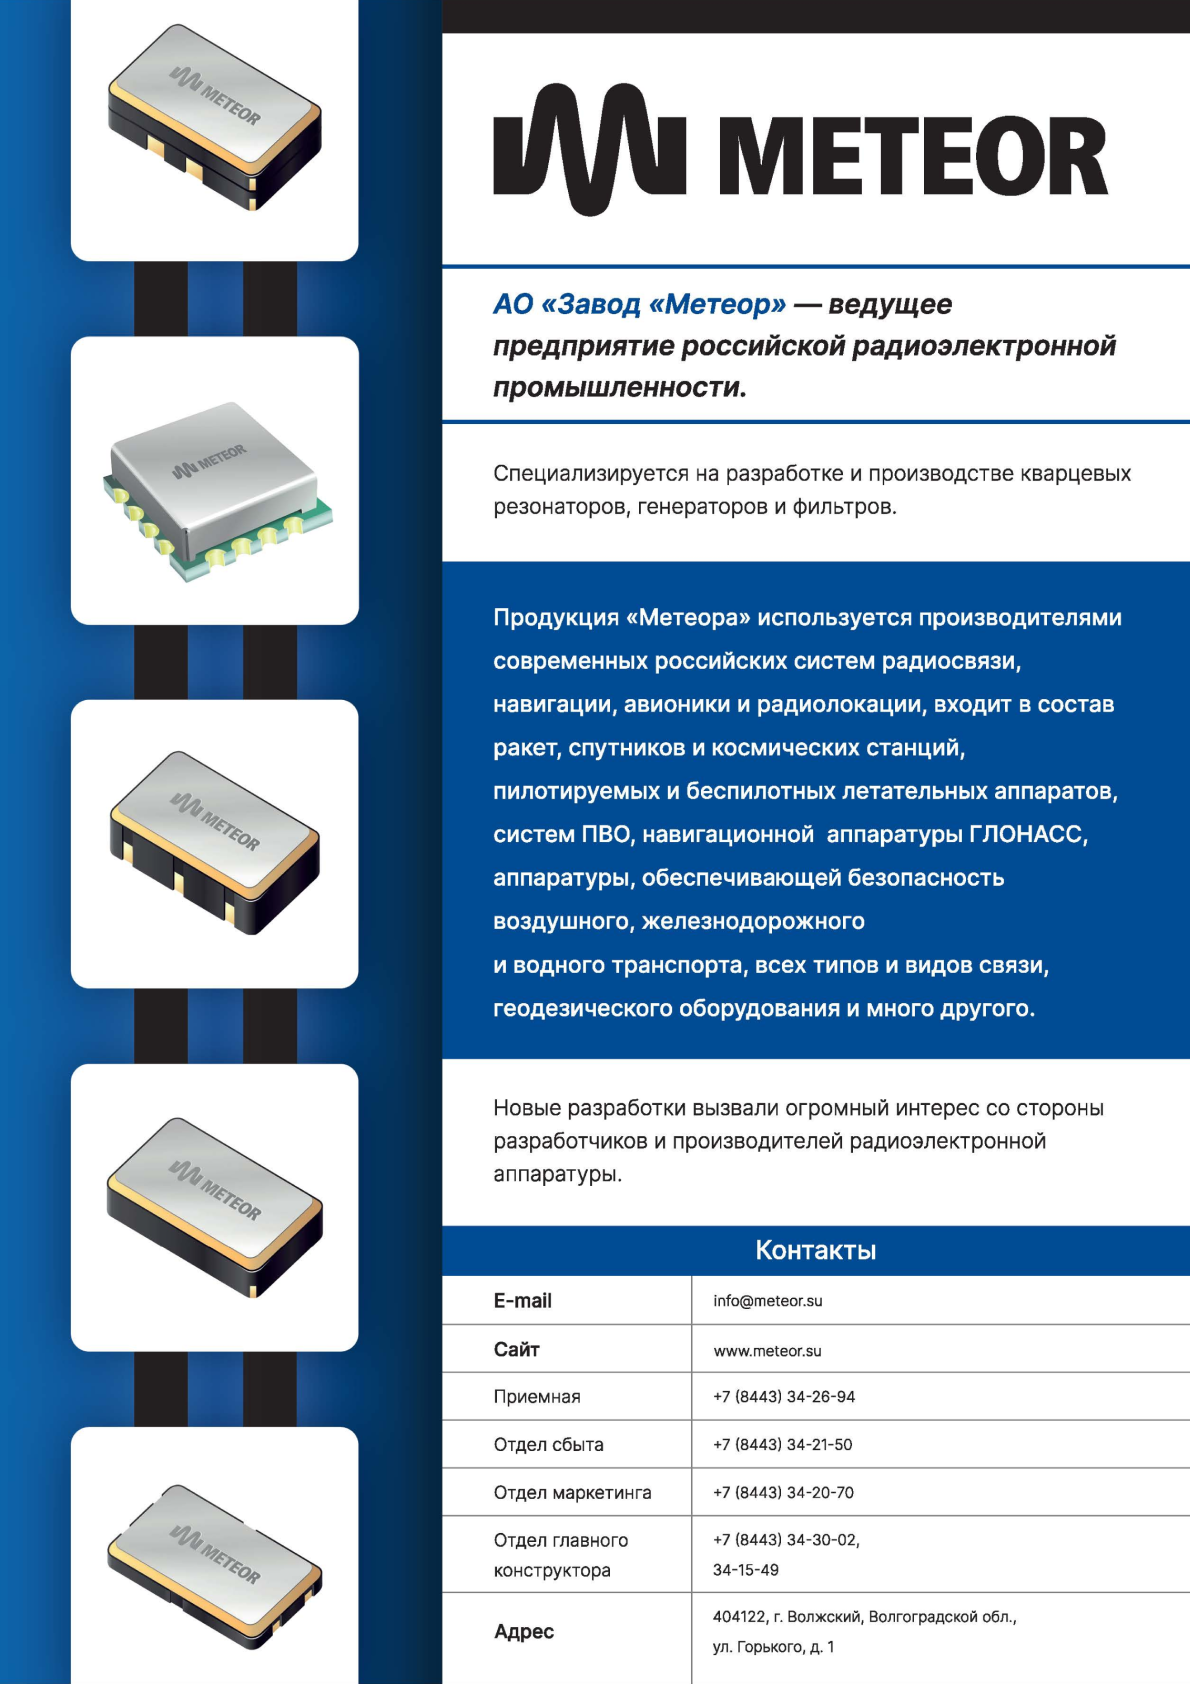 METEOR
METEOR
METEOR
METEOR
METEOR
METEOR
АО «Завод «Метеор» — ведущее
предприятие российской радиоэлектронной
промышленности.
Специализируется на разработке и производстве кварцевых
резонаторов, генераторов и фильтров.
Продукция «Метеора» используется производителями
современных российских систем радиосвязи,
навигации, авионики и радиолокации, входит в состав
ракет, спутников и космических станций,
пилотируемых и беспилотных летательных аппаратов,
систем ПВО, навигационной аппаратуры ГЛОНАСС,
аппаратуры, обеспечивающей безопасность
воздушного, железнодорожного
и водного транспорта, всех типов и видов связи,
геодезического оборудования и много другого.
Новые разработки вызвали огромный интерес со стороны
разработчиков и производителей радиоэлектронной
аппаратуры.
Контакты
E-mail info@meteor.su
Сайт www.meteor.su
Приемная +7 (8443) 34-26-94
Отдел сбыта +7 (8443) 34-21-50
Отдел маркетинга +7 (8443) 34-20-70
Отдел главного +7 (8443) 34-30-02,
конструктора 34-15-49
Адрес 404122, г. Волжский, Волгоградской обл.,
ул. Горького, д. 1